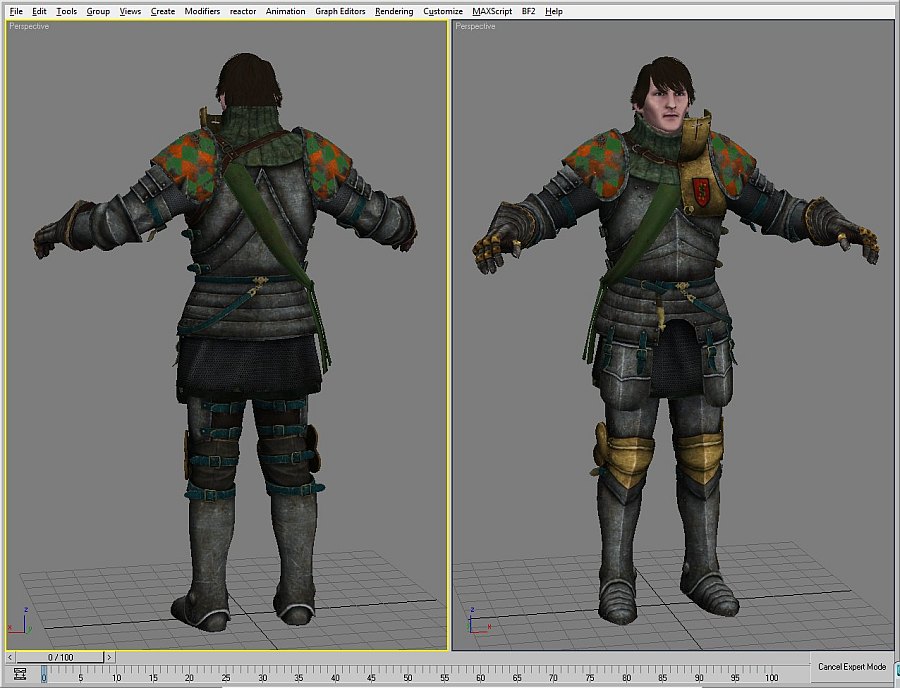 File Edit Tools Group Views Create Modifiers reactor Animation Graph Editors Rendering Customize MAXScript BF2 Help
Perspective Perspective
z
x y
z
x
< 0 / 100 >
0 5 10 15 20 25 30 35 40 45 50 55 60 65 70 75 80 85 90 95 100
Cancel Expert Mode